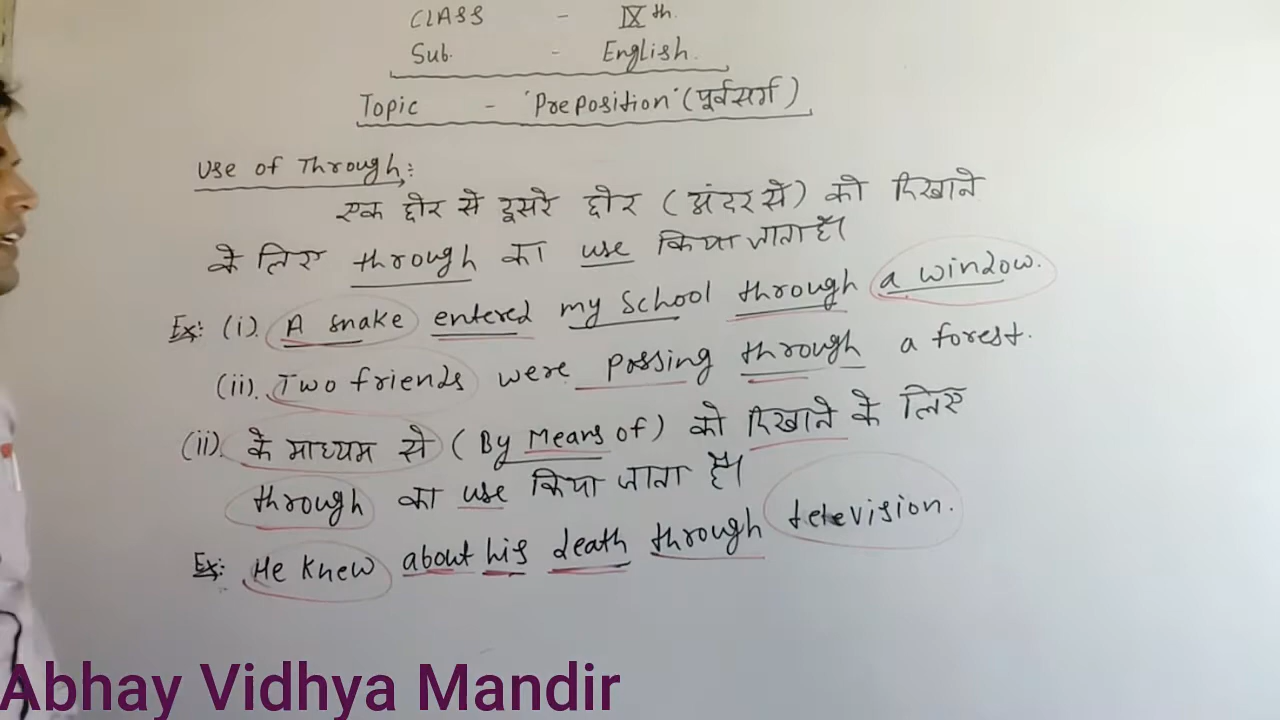 CLASS - IXth.
Sub. - English.
Topic - 'Preposition' (पूर्वसर्ग)
Use of Through:
एक छोर से दूसरे छोर (अंदर से) को दिखाने
के लिए through का use किया जाता है।
Ex: (i). A snake entered my School through a window.
(ii). Two friends were passing through a forest.
(ii). के माध्यम से (By Means of) को दिखाने के लिए
through का use किया जाता है।
Ex: He knew about his death through television.
Abhay Vidhya Mandir